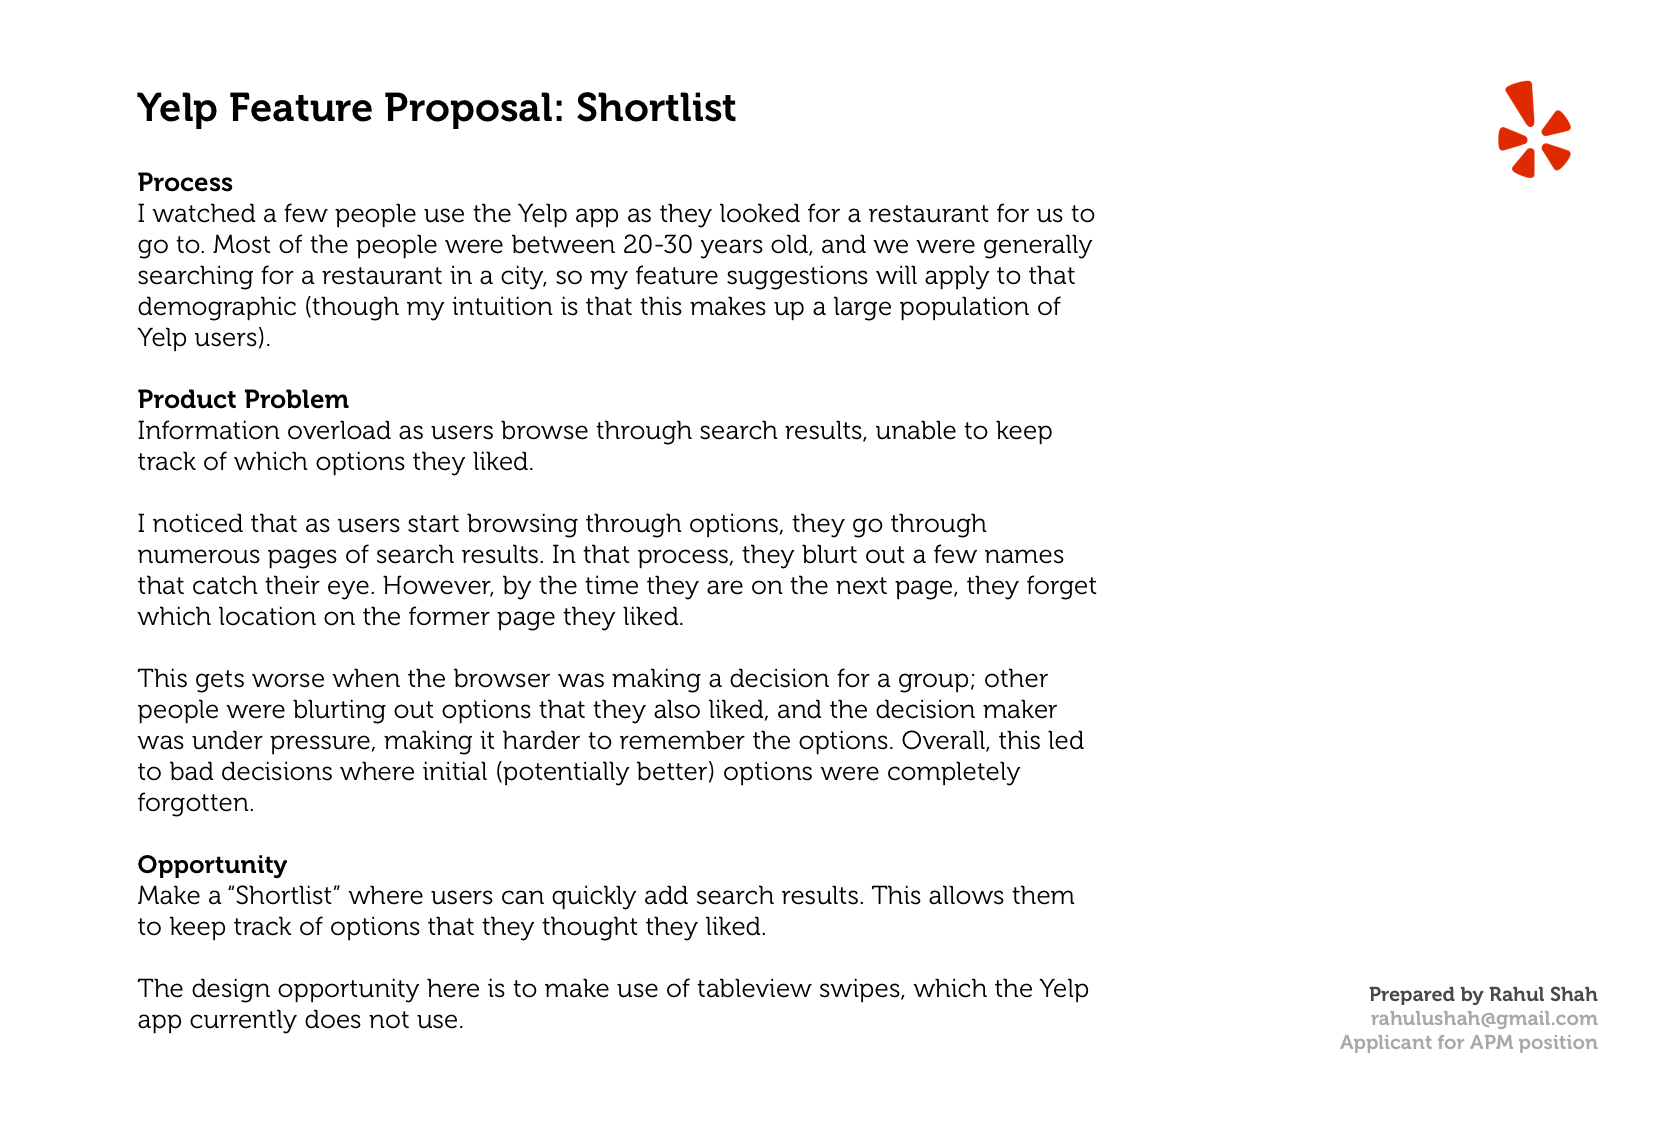 Yelp Feature Proposal: Shortlist
Process
I watched a few people use the Yelp app as they looked for a restaurant for us to
go to. Most of the people were between 20-30 years old, and we were generally
searching for a restaurant in a city, so my feature suggestions will apply to that
demographic (though my intuition is that this makes up a large population of
Yelp users).
Product Problem
Information overload as users browse through search results, unable to keep
track of which options they liked.
I noticed that as users start browsing through options, they go through
numerous pages of search results. In that process, they blurt out a few names
that catch their eye. However, by the time they are on the next page, they forget
which location on the former page they liked.
This gets worse when the browser was making a decision for a group; other
people were blurting out options that they also liked, and the decision maker
was under pressure, making it harder to remember the options. Overall, this led
to bad decisions where initial (potentially better) options were completely
forgotten.
Opportunity
Make a “Shortlist” where users can quickly add search results. This allows them
to keep track of options that they thought they liked.
The design opportunity here is to make use of tableview swipes, which the Yelp
app currently does not use.
Prepared by Rahul Shah
rahulushah@gmail.com
Applicant for APM position